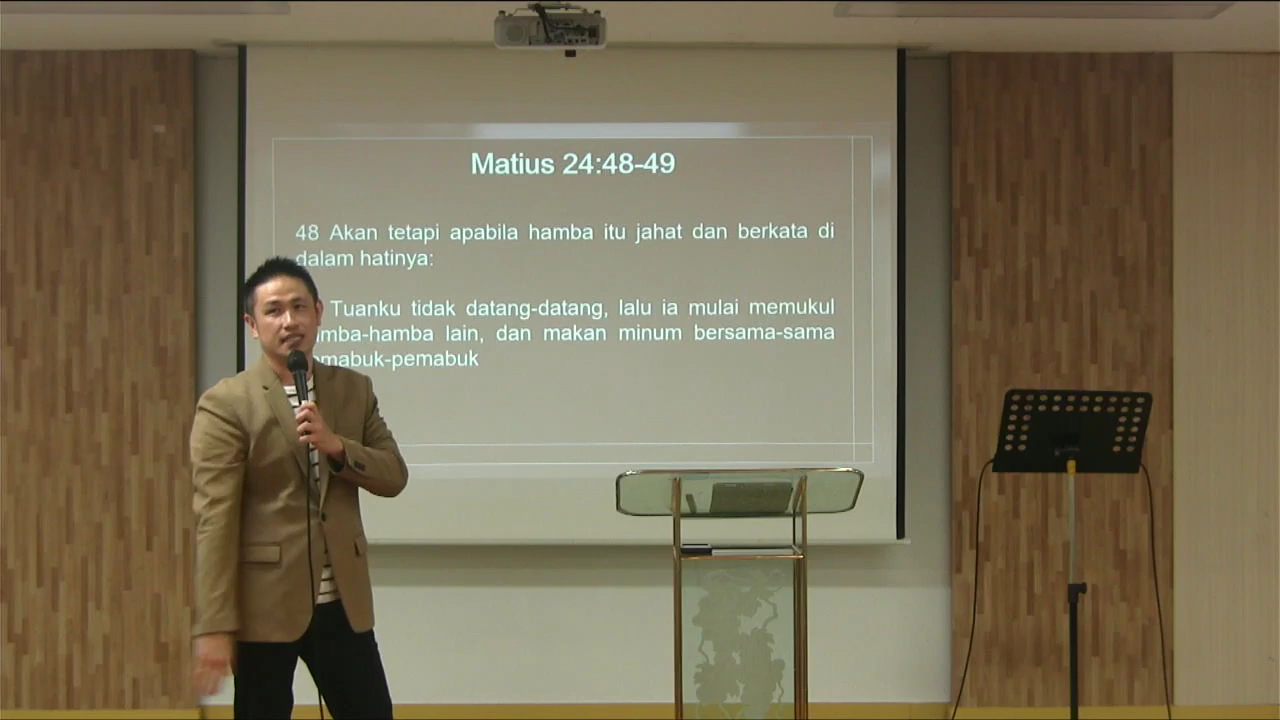 Matius 24:48-49
48 Akan tetapi apabila hamba itu jahat dan berkata di
dalam hatinya:
Tuanku tidak datang-datang, lalu ia mulai memukul
lain, dan makan minum bersama-sama